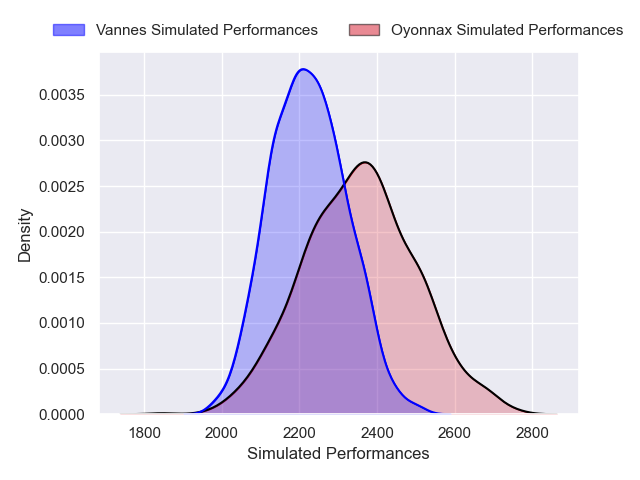 Vannes Simulated Performances Oyonnax Simulated Performances
0.0035
0.0030
0.0025
0.0020
0.0015
0.0010
0.0005
0.0000
Density
1800 2000 2200 2400 2600 2800
Simulated Performances